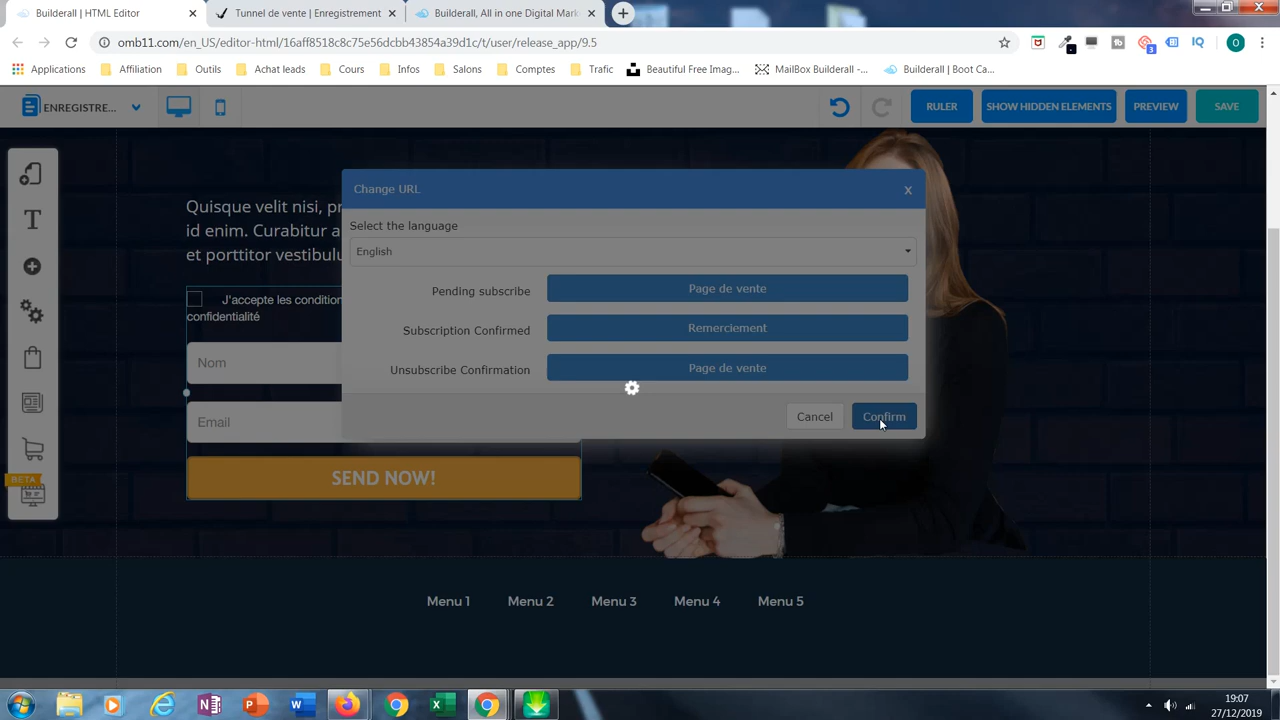 Builderall | HTML Editor
Tunnel de vente | Enregistrement
Builderall, All in one Digital Mark
omb11.com/en_US/editor-html/16aff8518c9c75256dcbb43854a39d1c/t/user/release_app/9.5
3
O
Applications
Affiliation
Outils
Achat leads
Cours
Infos
Salons
Comptes
Trafic
Beautiful Free Imag...
MailBox Builderall –...
Builderall | Boot Ca...
ENREGISTRE...
RULER
SHOW HIDDEN ELEMENTS
PREVIEW
SAVE
Change URL
x
Quisque velit nisi, pr
id enim. Curabitur a
et porttitor vestibulu
Select the language
English
Pending subscribe
Page de vente
J'accepte les condition
confidentialité
Subscription Confirmed
Remerciement
Nom
Unsubscribe Confirmation
Page de vente
Cancel
Confirm
Email
SEND NOW!
BETA
Menu 1
Menu 2
Menu 3
Menu 4
Menu 5
19:07
27/12/2019